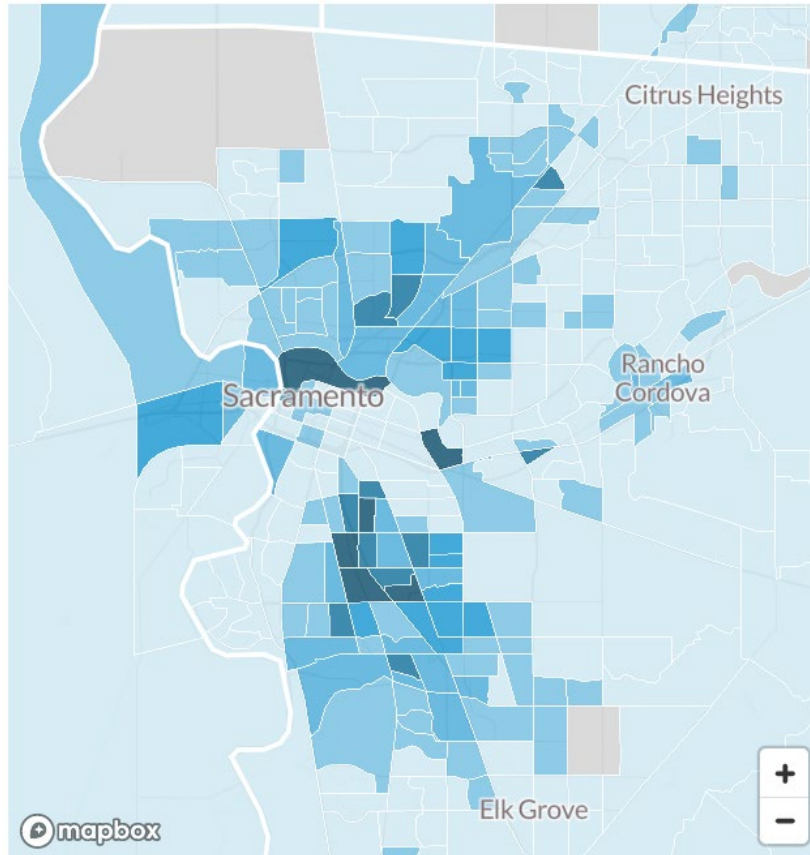 Citrus Heights
Rancho
Cordova
Sacramento
Elk Grove
+
−
mapbox